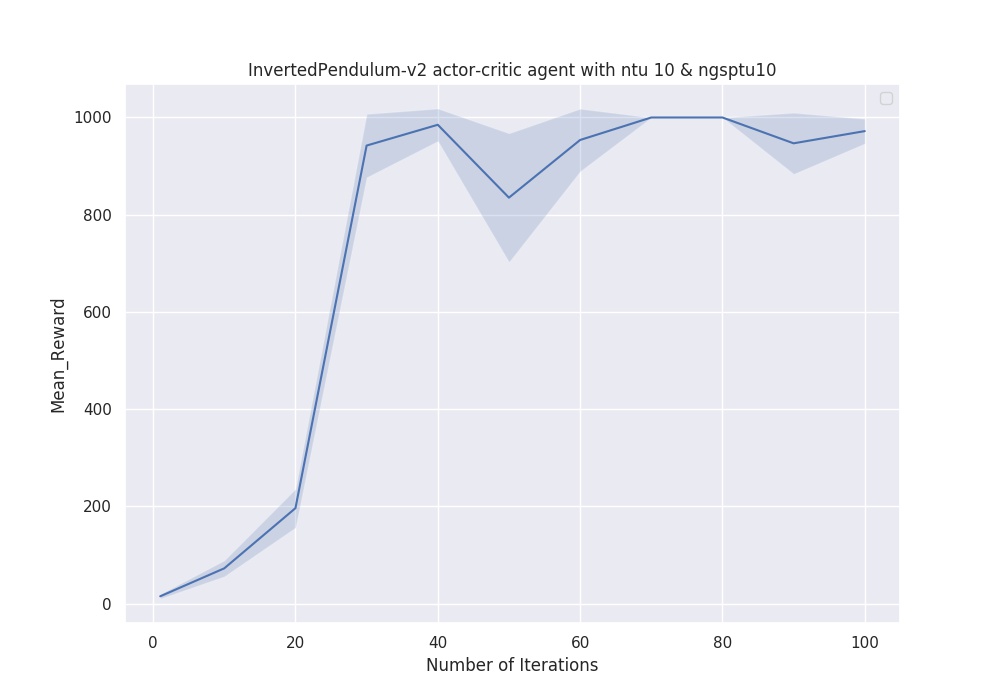 InvertedPendulum-v2 actor-critic agent with ntu 10 & ngsptu10
1000
800
600
400
200
0
Mean_Reward
0 20 40 60 80 100
Number of Iterations